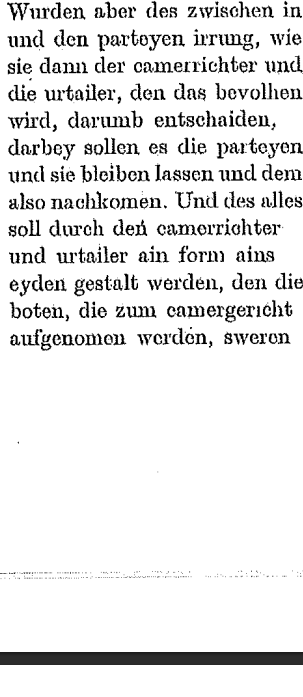 Wurden aber des zwischen in
und den parteyen irrung, wie
sie dann der camerrichter und
die urtailer, den das bevolhen
wird, darumb entschaiden,
darbey sollen es die parteyen
und sie bleiben lassen und dem
also nachkomen. Und des alles
soll durch den camerrichter
und urtailer ain form ains
eyden gestalt werden, den die
boten, die zum camergericht
aufgenomen werden, sweren